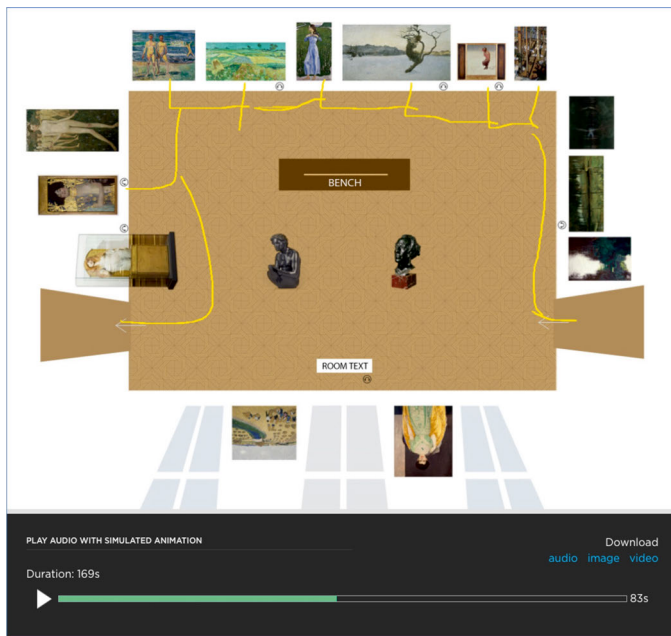 BENCH
ROOM TEXT
PLAY AUDIO WITH SIMULATED ANIMATION
Download
audio image video
Duration: 169s
83s